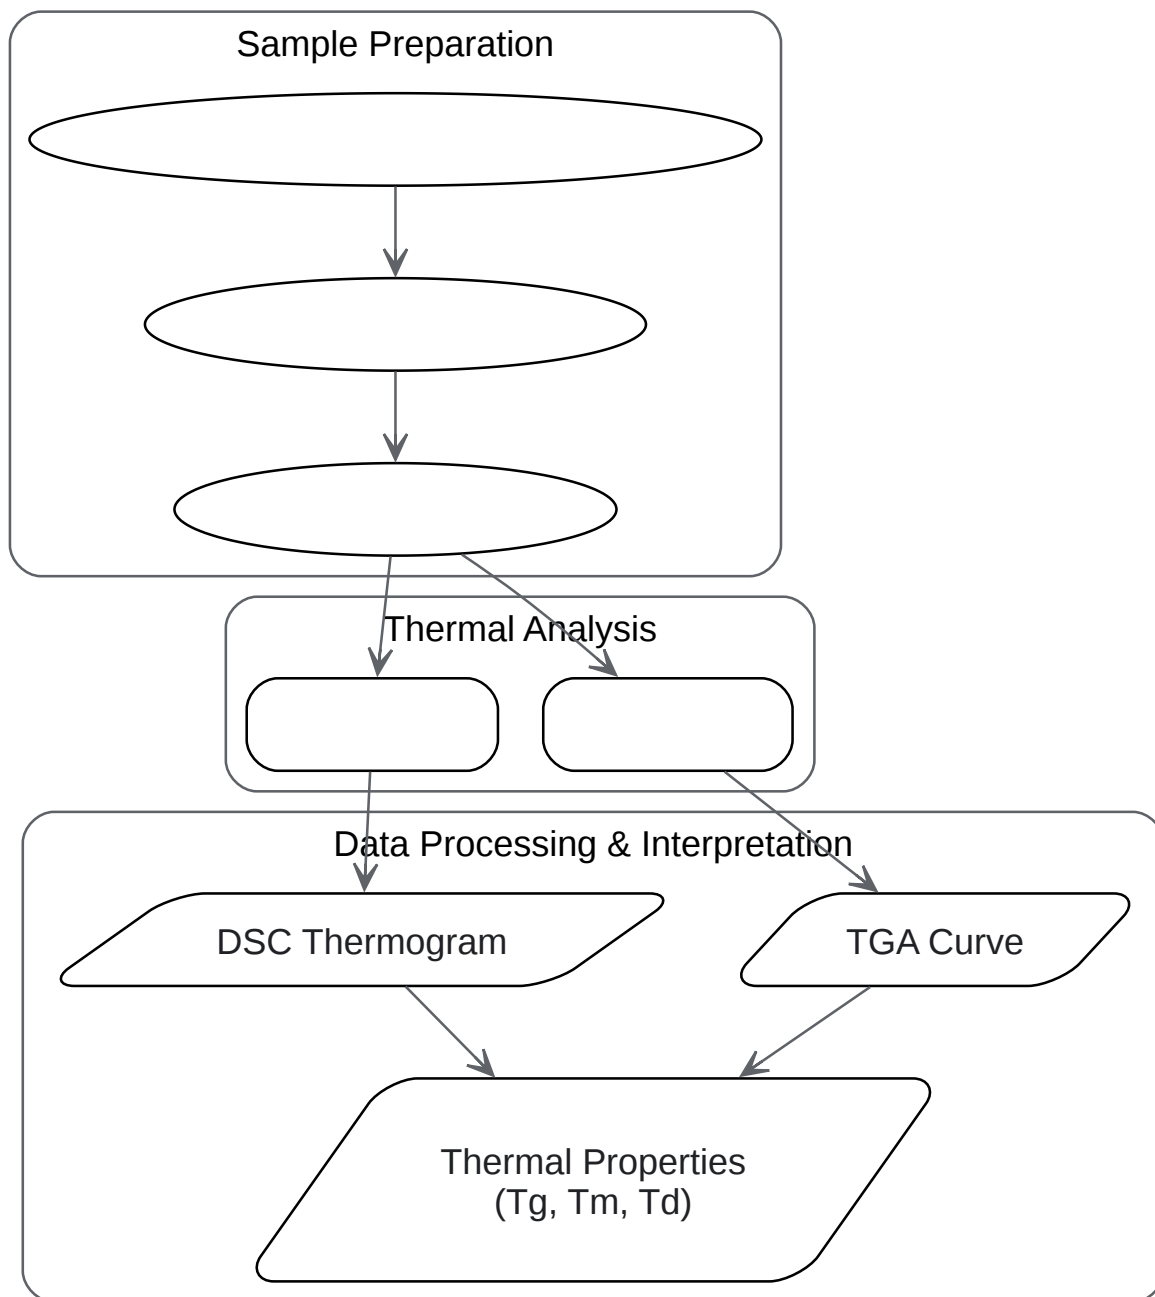 Sample Preparation
Thermal Analysis
Data Processing & Interpretation
DSC Thermogram
TGA Curve
Thermal Properties
(Tg, Tm, Td)